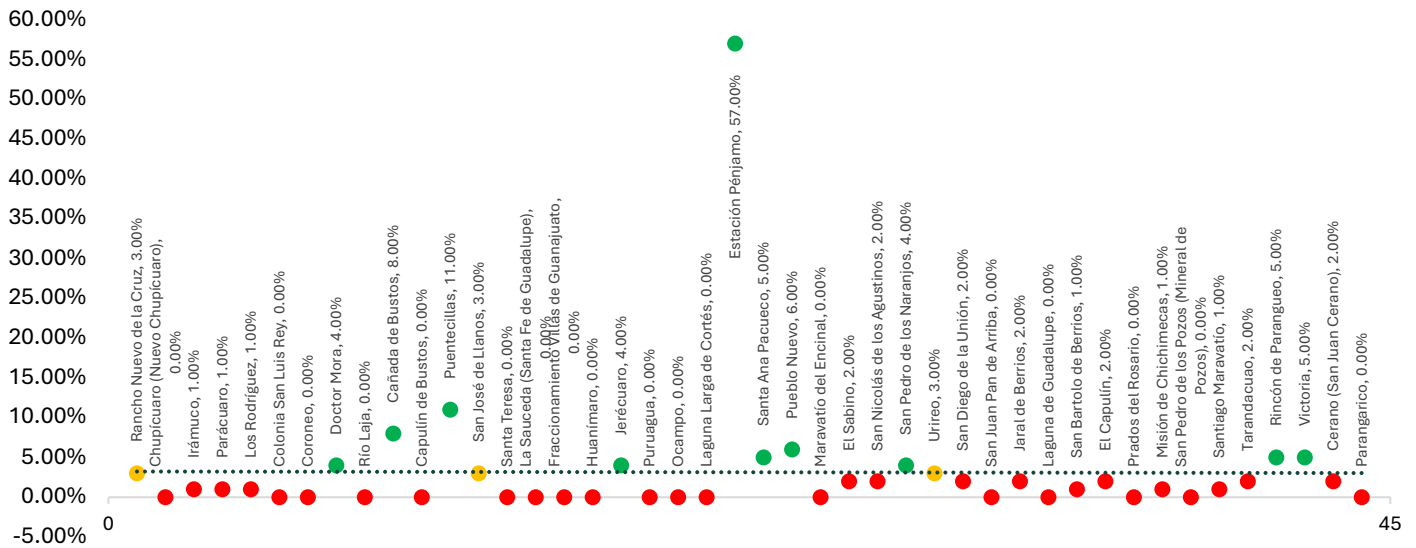 60.00%
55.00%
50.00%
45.00%
40.00%
35.00%
30.00%
25.00%
20.00%
15.00%
10.00%
5.00%
0.00%
-5.00%
0
45
Rancho Nuevo de la Cruz, 3.00%
Chupícuaro (Nuevo Chupícuaro),
0.00%
Irámuco, 1.00%
Parácuaro, 1.00%
Los Rodríguez, 1.00%
Colonia San Luis Rey, 0.00%
Coroneo, 0.00%
Doctor Mora, 4.00%
Río Laja, 0.00%
Cañada de Bustos, 8.00%
Capulín de Bustos, 0.00%
Puentecillas, 11.00%
San José de Llanos, 3.00%
Santa Teresa, 0.00%
La Sauceda (Santa Fe de Guadalupe),
0.00%
Fraccionamiento Villas de Guanajuato,
0.00%
Huanímaro, 0.00%
Jerécuaro, 4.00%
Puruagua, 0.00%
Ocampo, 0.00%
Laguna Larga de Cortés, 0.00%
Estación Pénjamo, 57.00%
Santa Ana Pacueco, 5.00%
Pueblo Nuevo, 6.00%
Maravatío del Encinal, 0.00%
El Sabino, 2.00%
San Nicolás de los Agustinos, 2.00%
San Pedro de los Naranjos, 4.00%
Urireo, 3.00%
San Diego de la Unión, 2.00%
San Juan Pan de Arriba, 0.00%
Jaral de Berrios, 2.00%
Laguna de Guadalupe, 0.00%
San Bartolo de Berrios, 1.00%
El Capulín, 2.00%
Prados del Rosario, 0.00%
Misión de Chichimecas, 1.00%
San Pedro de los Pozos (Mineral de
Pozos), 0.00%
Santiago Maravatío, 1.00%
Tarandacuao, 2.00%
Rincón de Parangueo, 5.00%
Victoria, 5.00%
Cerano (San Juan Cerano), 2.00%
Parangarico, 0.00%